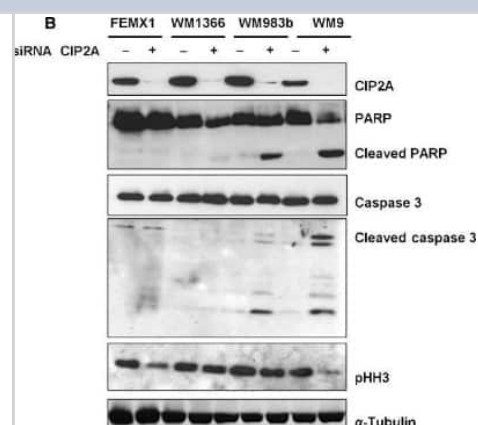 B
FEMX1 WM1366 WM983b WM9
siRNA CIP2A – + – + – + – +
CIP2A
PARP
Cleaved PARP
Caspase 3
Cleaved caspase 3
pHH3
α-Tubulin